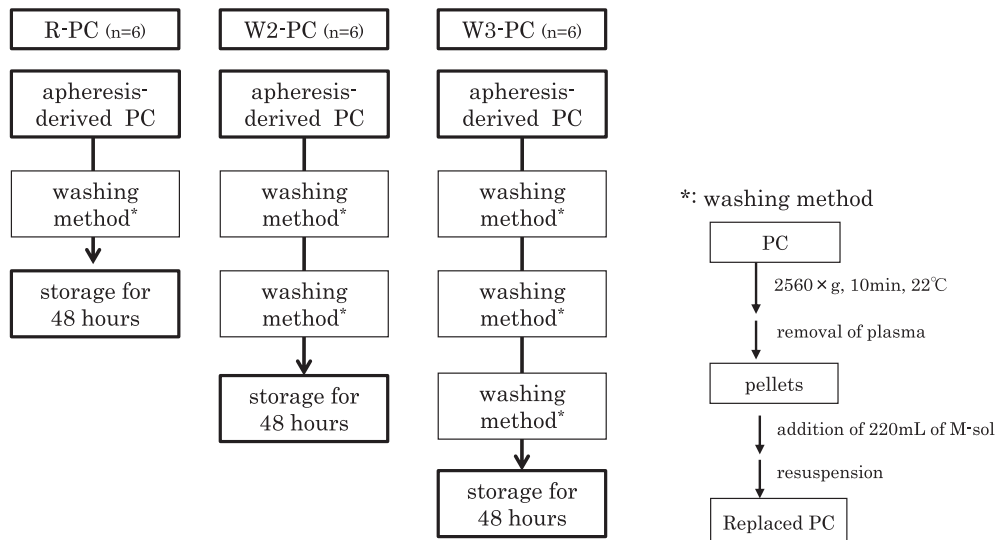 R-PC (n=6)
apheresis-
derived PC
washing
method*
storage for
48 hours
W2-PC (n=6)
apheresis-
derived PC
washing
method*
washing
method*
storage for
48 hours
W3-PC (n=6)
apheresis-
derived PC
washing
method*
washing
method*
washing
method*
storage for
48 hours
*: washing method
PC
2560×g, 10min, 22℃
removal of plasma
pellets
addition of 220mL of M-sol
resuspension
Replaced PC